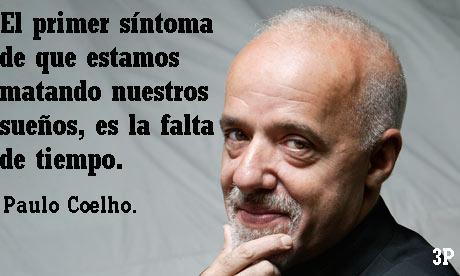 El primer síntoma
de que estamos
matando nuestros
sueños, es la falta
de tiempo.
Paulo Coelho.
3P